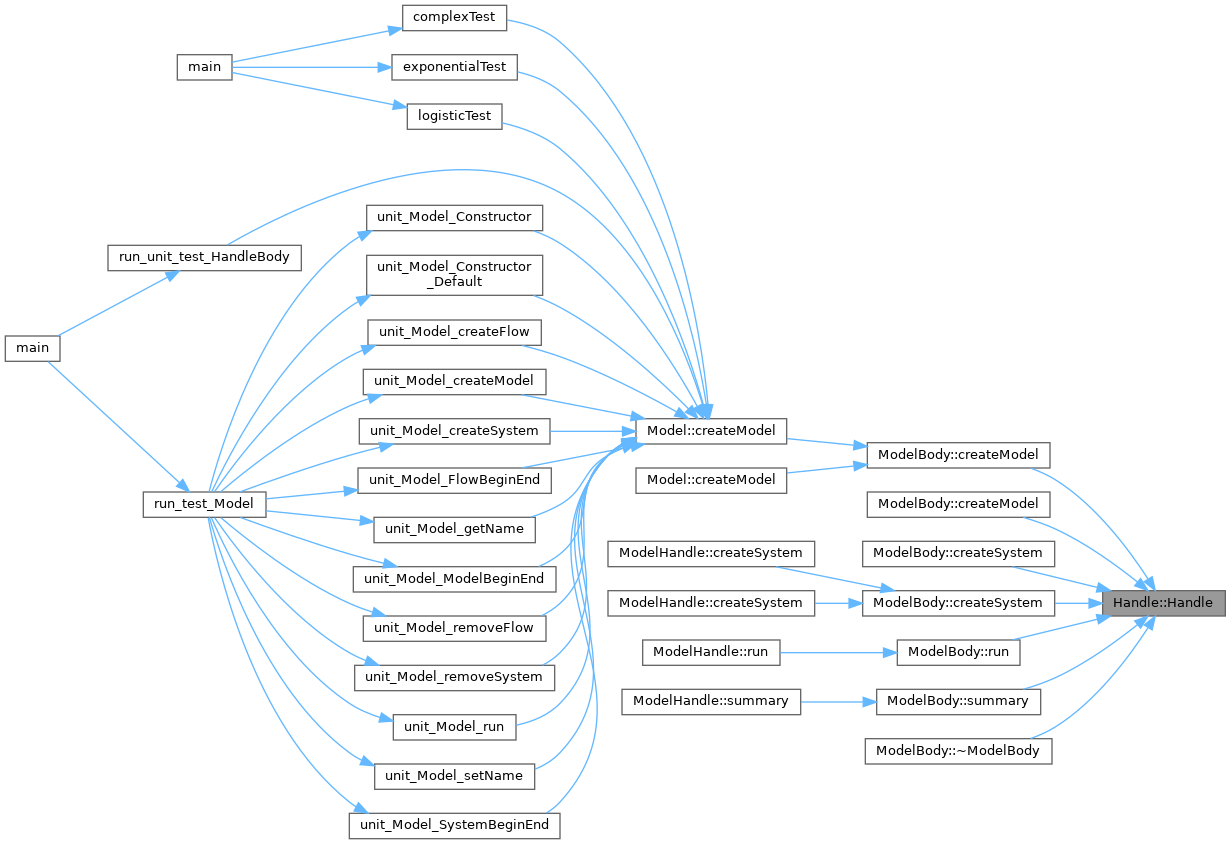 complexTest
main
exponentialTest
logisticTest
unit_Model_Constructor
run_unit_test_HandleBody
unit_Model_Constructor
_Default
unit_Model_createFlow
main
unit_Model_createModel
unit_Model_createSystem
Model::createModel
ModelBody::createModel
unit_Model_FlowBeginEnd
Model::createModel
run_test_Model
ModelBody::createModel
unit_Model_getName
ModelHandle::createSystem
ModelBody::createSystem
unit_Model_ModelBeginEnd
ModelHandle::createSystem
ModelBody::createSystem
Handle::Handle
unit_Model_removeFlow
ModelHandle::run
ModelBody::run
unit_Model_removeSystem
ModelHandle::summary
ModelBody::summary
unit_Model_run
ModelBody::~ModelBody
unit_Model_setName
unit_Model_SystemBeginEnd